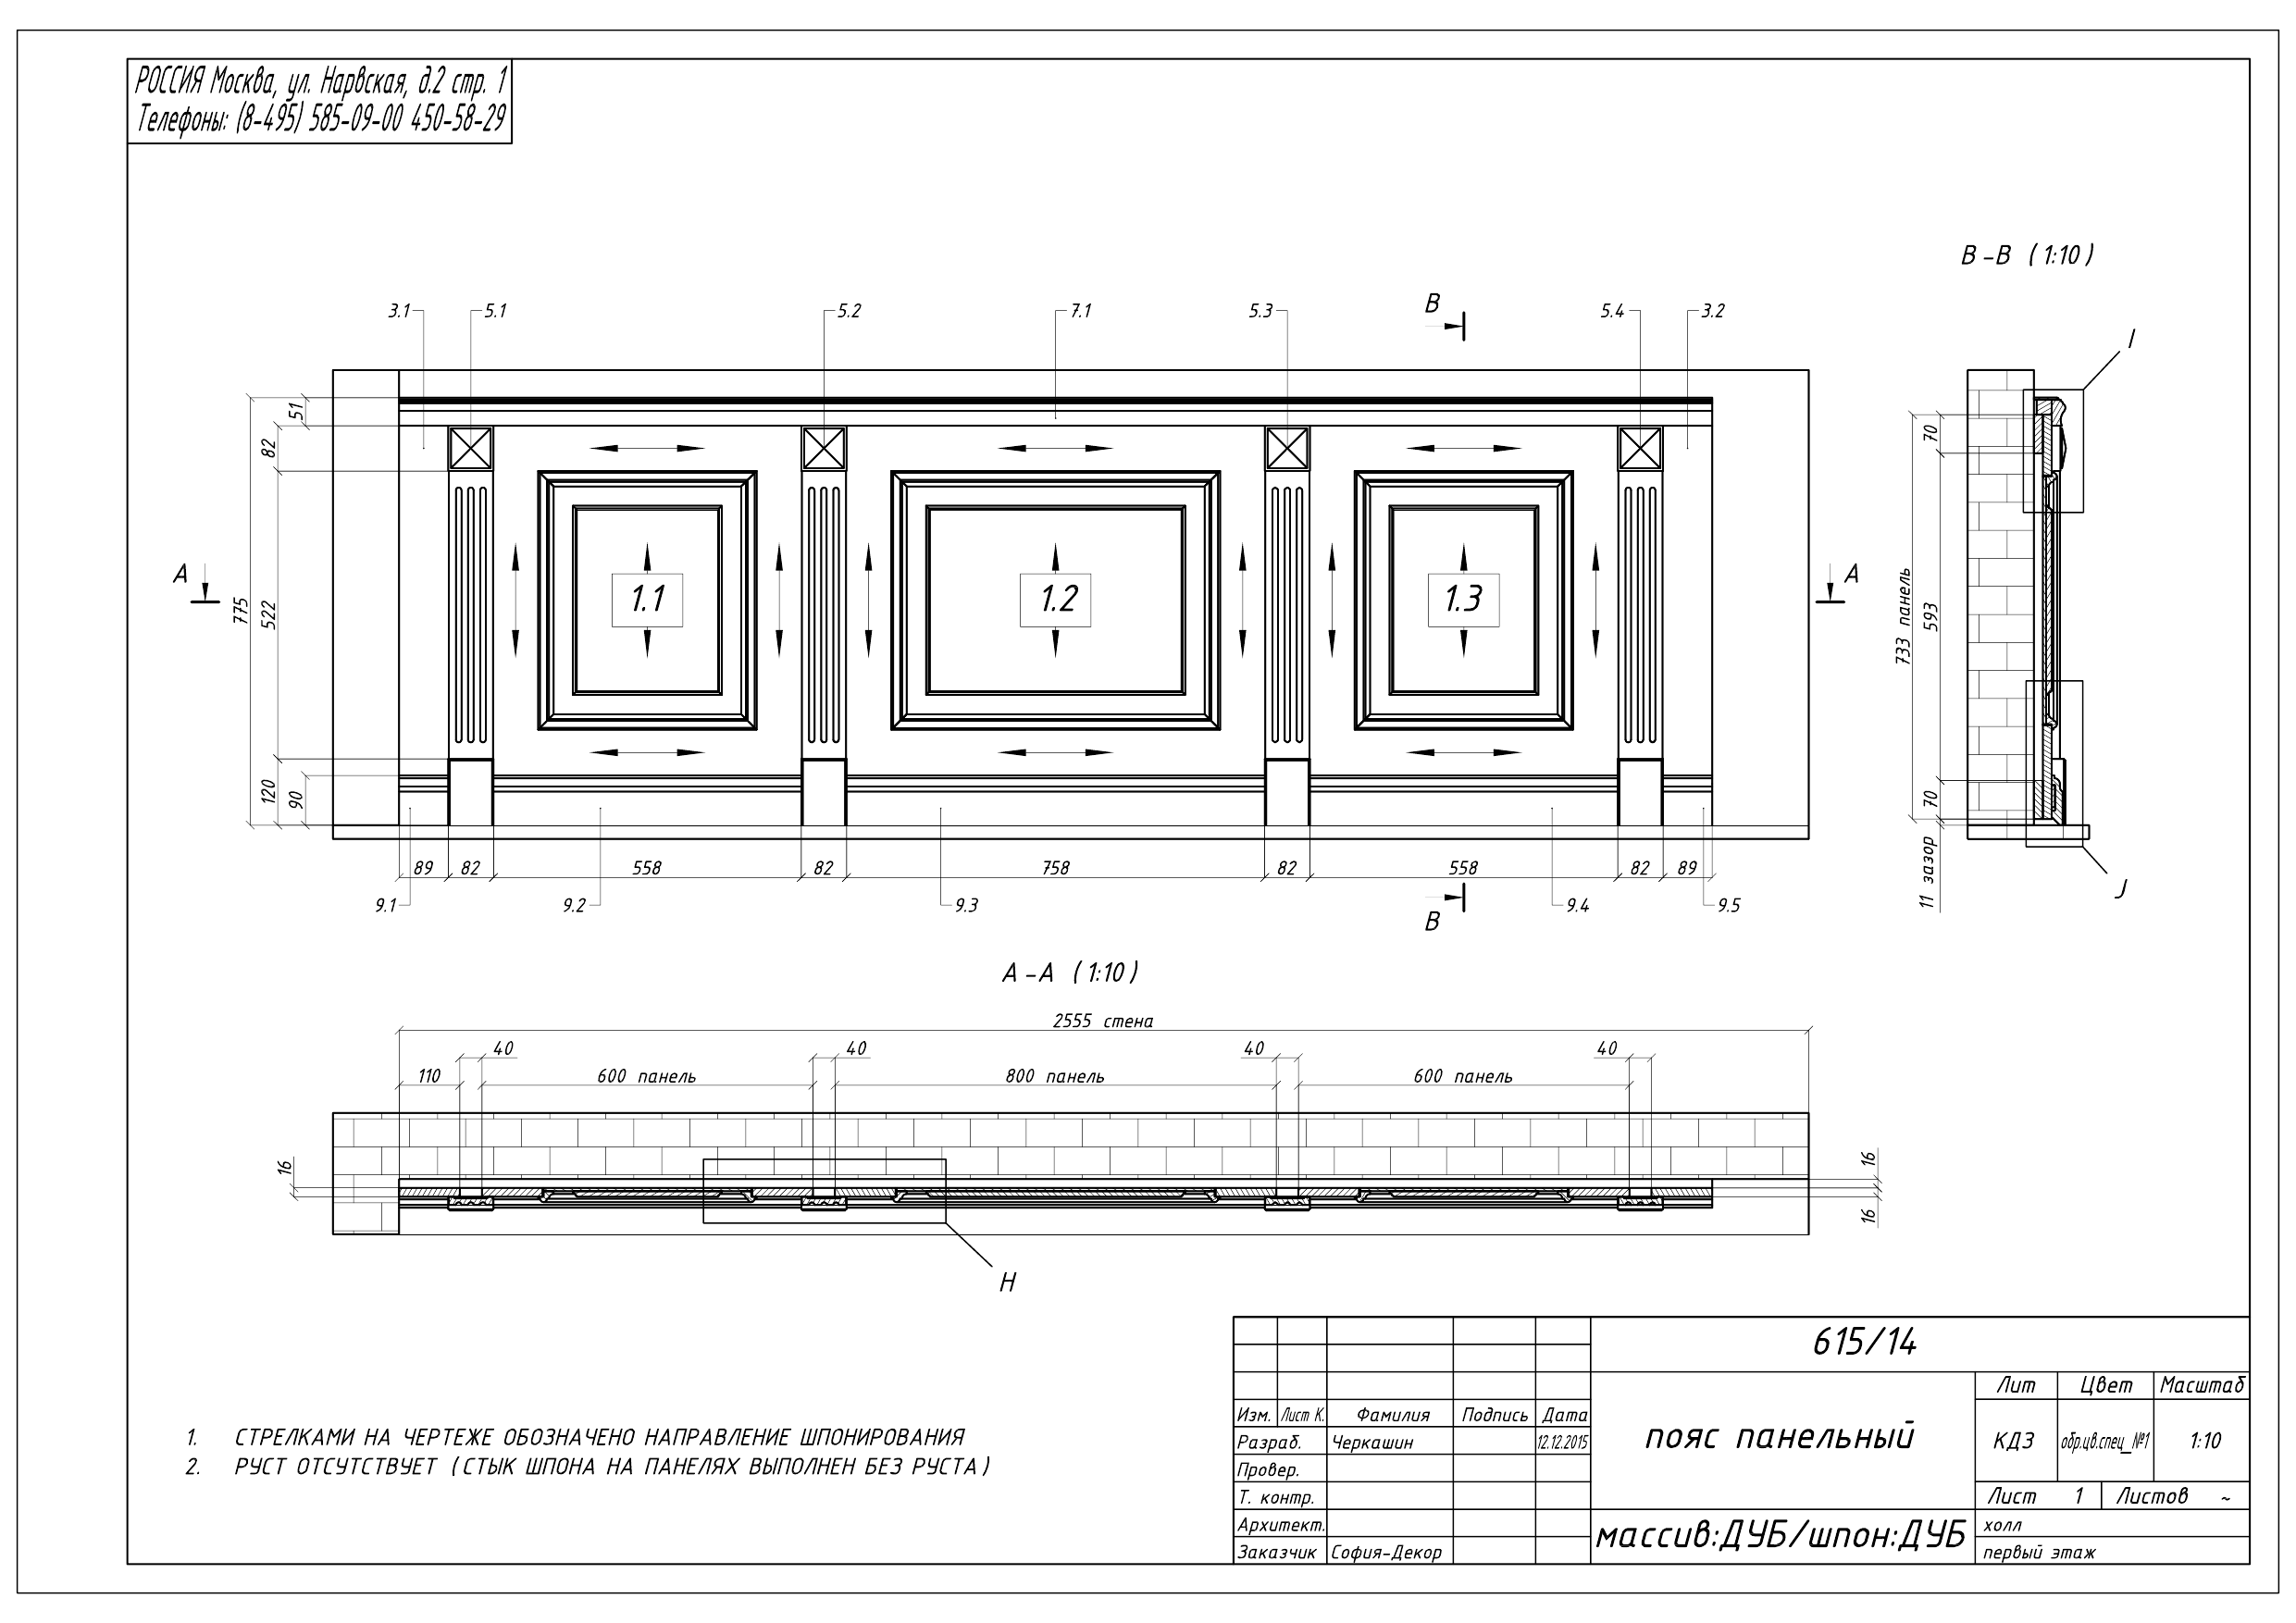 РОССИЯ Москва, ул. Нарвская, д.2 стр. 1
Телефоны: (8-495) 585-09-00 450-58-29
B-B (1:10)
3.1
5.1
5.2
7.1
5.3
B
5.4
3.2
I
51
82
522
775
120
90
A
A
1.1
1.2
1.3
733 панель
70
593
70
11 зазор
J
89
82
558
82
758
82
558
82
89
9.1
9.2
9.3
B
9.4
9.5
A-A (1:10)
2555 стена
40
40
40
40
110
600 панель
800 панель
600 панель
16
16
16
H
1. СТРЕЛКАМИ НА ЧЕРТЕЖЕ ОБОЗНАЧЕНО НАПРАВЛЕНИЕ ШПОНИРОВАНИЯ
2. РУСТ ОТСУТСТВУЕТ (СТЫК ШПОНА НА ПАНЕЛЯХ ВЫПОЛНЕН БЕЗ РУСТА)
615/14
Лит Цвет Масштаб
Изм. Лист К. Фамилия Подпись Дата
Разраб. Черкашин 12.12.2015
пояс панельный
КДЗ обр.цв.спец_№1 1:10
Провер.
Т. контр.
Лист 1 Листов ~
Архитект.
массив:ДУБ/шпон:ДУБ
холл
Заказчик София-Декор
первый этаж